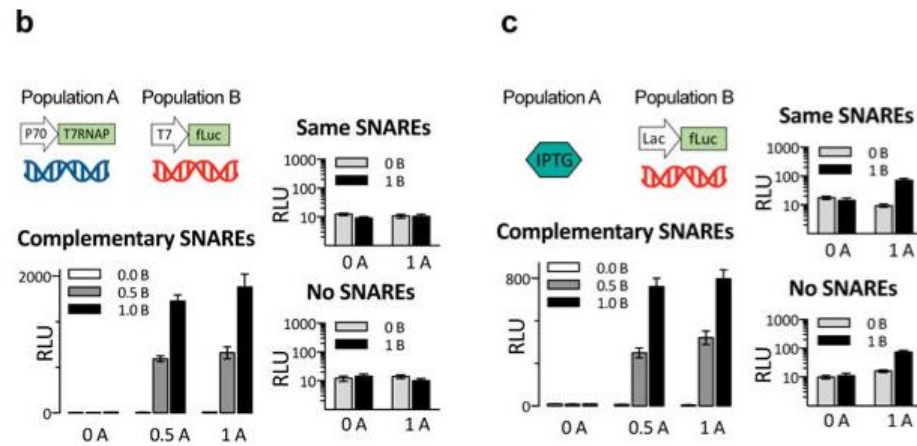 b
Population A
Population B
P70 T7RNAP
T7 fLuc
Same SNAREs
RLU
1000
100
10
0 B
1 B
0 A 1 A
Complementary SNAREs
RLU
2000
0
0.0 B
0.5 B
1.0 B
0 A 0.5 A 1 A
No SNAREs
RLU
1000
100
10
0 B
1 B
0 A 1 A
c
Population A
Population B
IPTG
Lac fLuc
Same SNAREs
RLU
1000
100
10
0 B
1 B
0 A 1 A
Complementary SNAREs
RLU
800
0
0.0 B
0.5 B
1.0 B
0 A 0.5 A 1 A
No SNAREs
RLU
1000
100
10
0 B
1 B
0 A 1 A